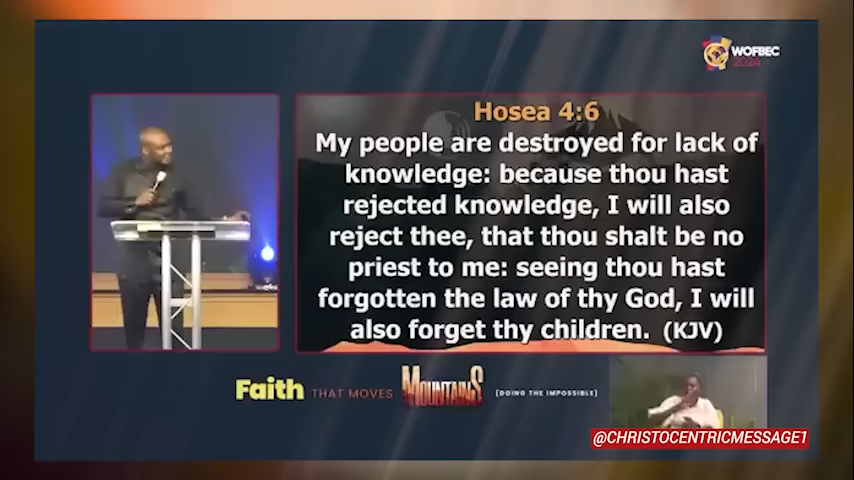 WOFBEC
2024
Hosea 4:6
My people are destroyed for lack of
knowledge: because thou hast
rejected knowledge, I will also
reject thee, that thou shalt be no
priest to me: seeing thou hast
forgotten the law of thy God, I will
also forget thy children. (KJV)
Faith THAT MOVES MOUNTAINS [DOING THE IMPOSSIBLE]
@CHRISTOCENTRICMESSAGE1